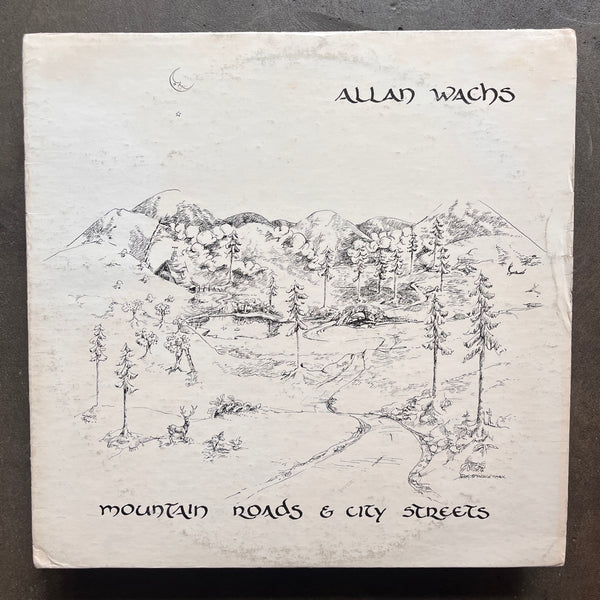 ALLAN WACHS
MOUNTAIN ROADS & CITY STREETS